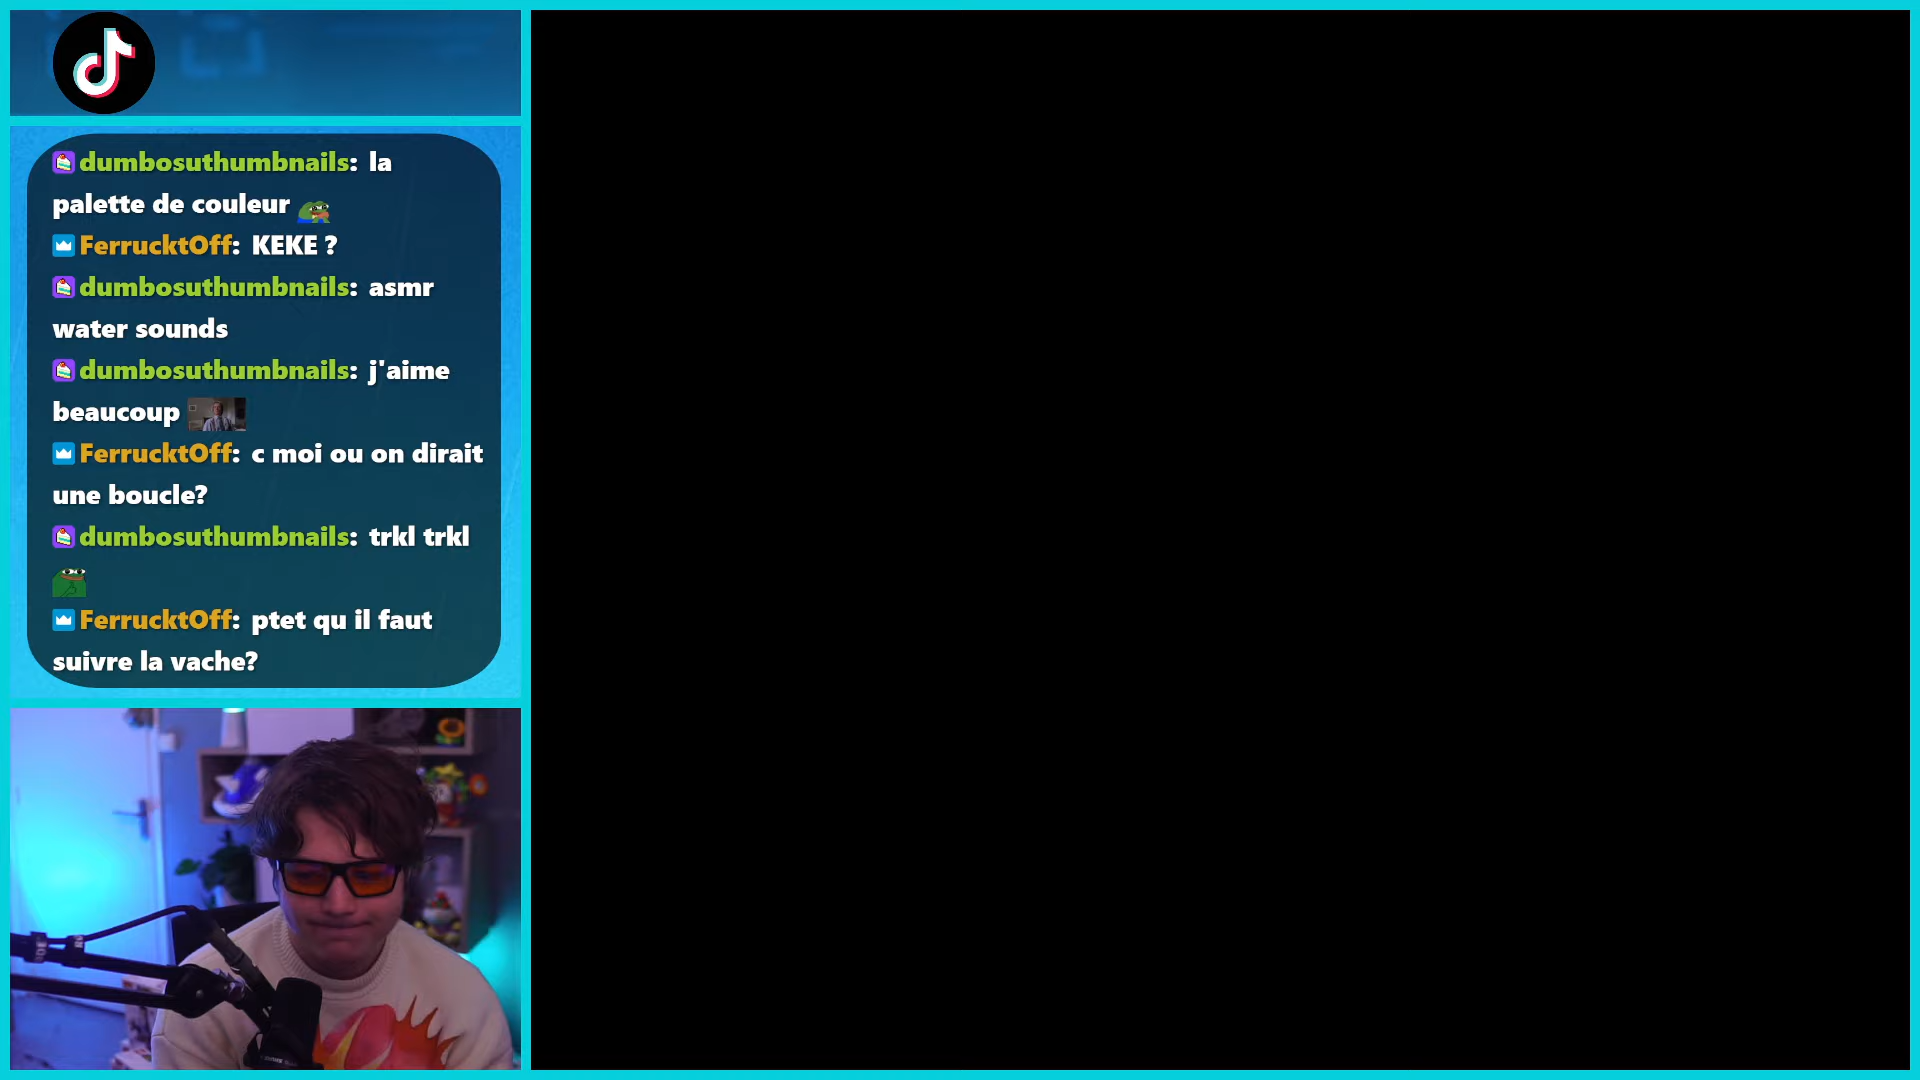 dumbosuthumbnails: la
palette de couleur
FerrucktOff: KEKE ?
dumbosuthumbnails: asmr
water sounds
dumbosuthumbnails: j'aime
beaucoup
FerrucktOff: c moi ou on dirait
une boucle?
dumbosuthumbnails: trkl trkl
FerrucktOff: ptet qu il faut
suivre la vache?